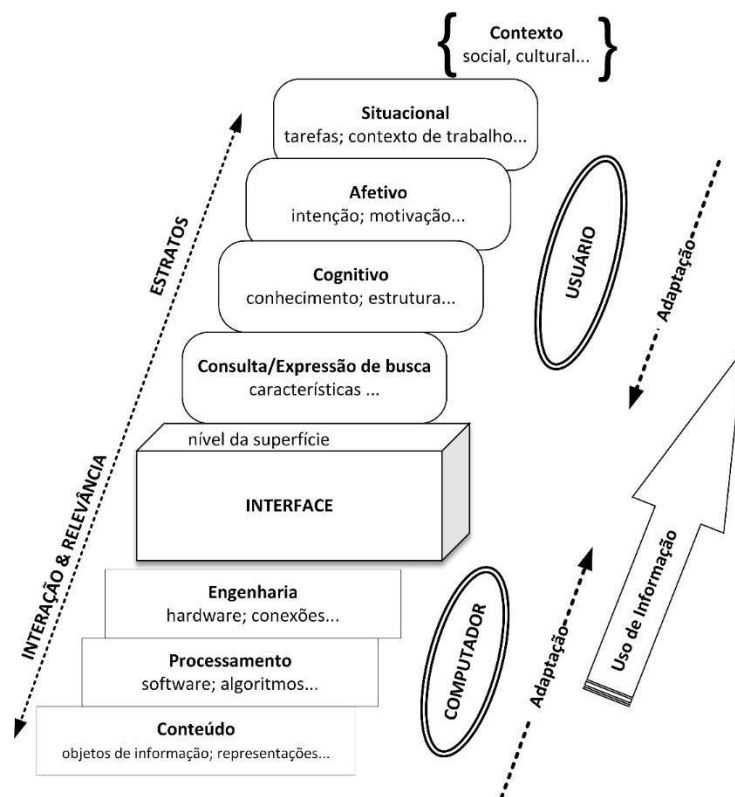 Contexto
social, cultural...
Situacional
tarefas; contexto de trabalho...
Afetivo
intenção; motivação...
Cognitivo
conhecimento; estrutura...
Consulta/Expressão de busca
características ...
nível da superfície
INTERFACE
Engenharia
hardware; conexões...
Processamento
software; algoritmos...
Conteúdo
objetos de informação; representações...
ESTRATOS
INTERAÇÃO & RELEVÂNCIA
USUÁRIO
COMPUTADOR
Adaptação
Adaptação
Uso de Informação